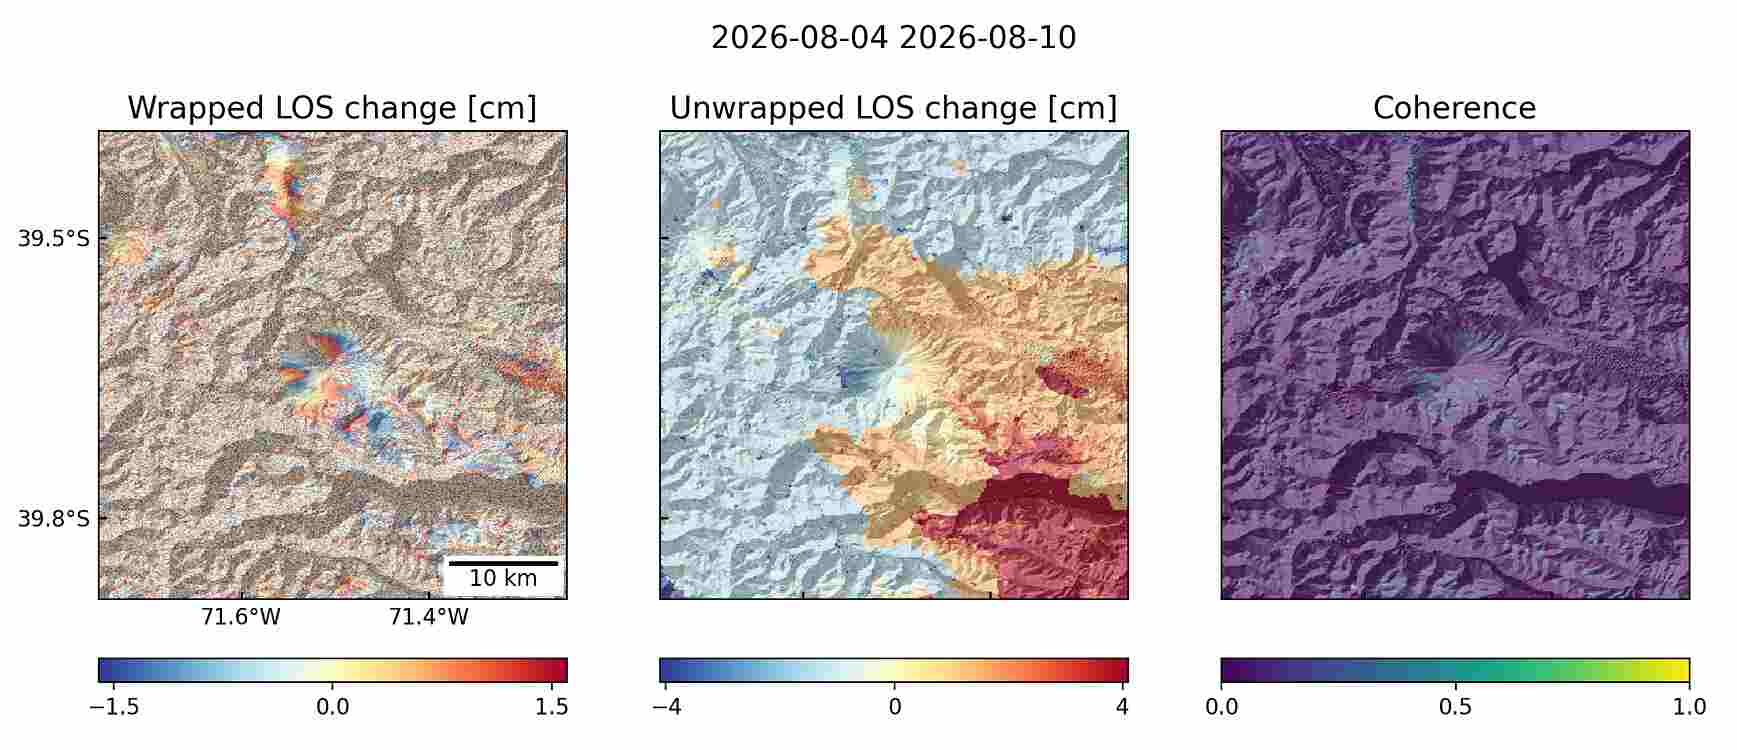 2026-08-04 2026-08-10
Wrapped LOS change [cm]
Unwrapped LOS change [cm]
Coherence
39.5°S
39.8°S
10 km
71.6°W
71.4°W
−1.5
0.0
1.5
−4
0
4
0.0
0.5
1.0